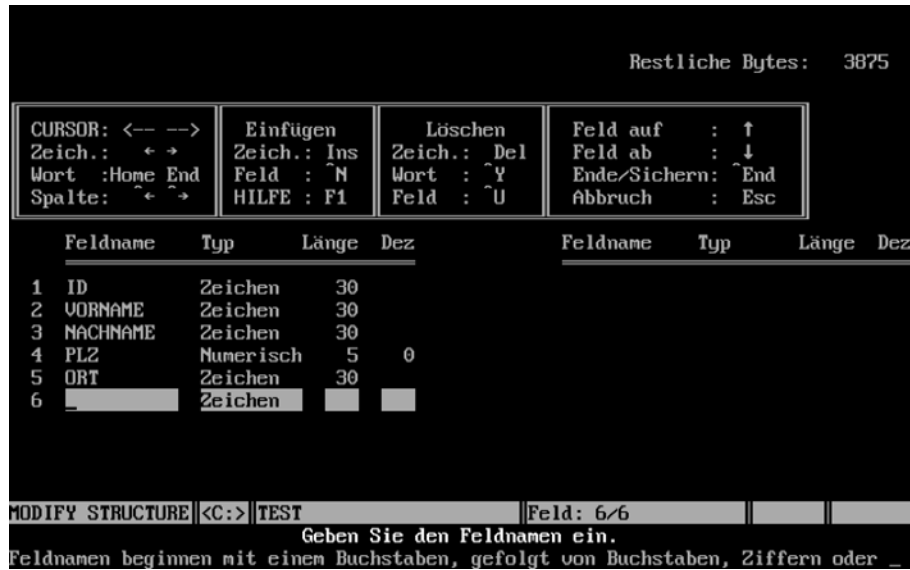 Restliche Bytes: 3875
CURSOR: <-- --> Einfügen Löschen Feld auf : ↑
Zeich.: ← → Zeich.: Ins Zeich.: Del Feld ab : ↓
Wort :Home End Feld : ^N Wort : ^Y Ende/Sichern: ^End
Spalte: ^← ^→ HILFE : F1 Feld : ^U Abbruch : Esc
Feldname Typ Länge Dez Feldname Typ Länge Dez
1 ID Zeichen 30
2 VORNAME Zeichen 30
3 NACHNAME Zeichen 30
4 PLZ Numerisch 5 0
5 ORT Zeichen 30
6 _ Zeichen
MODIFY STRUCTURE <C:> TEST Feld: 6/6
Geben Sie den Feldnamen ein.
Feldnamen beginnen mit einem Buchstaben, gefolgt von Buchstaben, Ziffern oder _